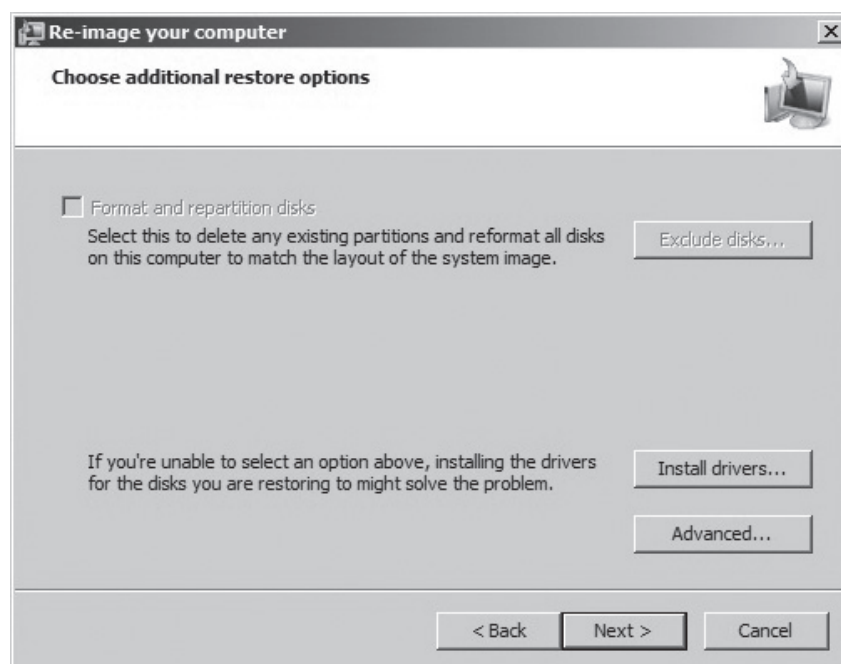 Re-image your computer
Choose additional restore options
Format and repartition disks
Select this to delete any existing partitions and reformat all disks
on this computer to match the layout of the system image.
Exclude disks...
If you're unable to select an option above, installing the drivers
for the disks you are restoring to might solve the problem.
Install drivers...
Advanced...
< Back
Next >
Cancel